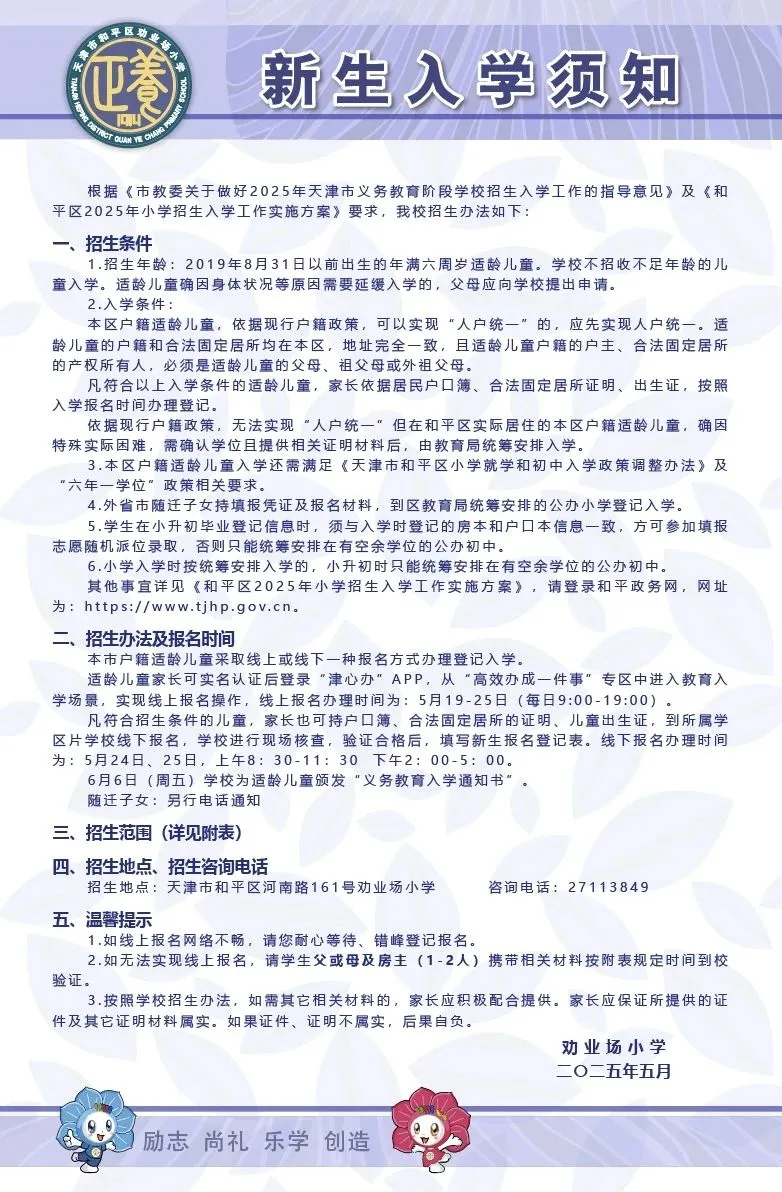 天津市和平区劝业场小学
正养
1914
TIANJIN HEPING DISTRICT QUAN YE CHANG PRIMARY SCHOOL
新生入学须知
根据《市教委关于做好2025年天津市义务教育阶段学校招生入学工作的指导意见》及《和
平区2025年小学招生入学工作实施方案》要求，我校招生办法如下：
一、招生条件
1.招生年龄：2019年8月31日以前出生的年满六周岁适龄儿童。学校不招收不足年龄的儿
童入学。适龄儿童确因身体状况等原因需要延缓入学的，父母应向学校提出申请。
2.入学条件：
本区户籍适龄儿童，依据现行户籍政策，可以实现“人户统一”的，应先实现人户统一。适
龄儿童的户籍和合法固定居所均在本区，地址完全一致，且适龄儿童户籍的户主、合法固定居所
的产权所有人，必须是适龄儿童的父母、祖父母或外祖父母。
凡符合以上入学条件的适龄儿童，家长依据居民户口簿、合法固定居所证明、出生证，按照
入学报名时间办理登记。
依据现行户籍政策，无法实现“人户统一”但在和平区实际居住的本区户籍适龄儿童，确因
特殊实际困难，需确认学位且提供相关证明材料后，由教育局统筹安排入学。
3.本区户籍适龄儿童入学还需满足《天津市和平区小学就学和初中入学政策调整办法》及
“六年一学位”政策相关要求。
4.外省市随迁子女持填报凭证及报名材料，到区教育局统筹安排的公办小学登记入学。
5.学生在小升初毕业登记信息时，须与入学时登记的房本和户口本信息一致，方可参加填报
志愿随机派位录取，否则只能统筹安排在有空余学位的公办初中。
6.小学入学时按统筹安排入学的，小升初时只能统筹安排在有空余学位的公办初中。
其他事宜详见《和平区2025年小学招生入学工作实施方案》，请登录和平政务网，网址
为：https://www.tjhp.gov.cn。
二、招生办法及报名时间
本市户籍适龄儿童采取线上或线下一种报名方式办理登记入学。
适龄儿童家长可实名认证后登录“津心办”APP，从“高效办成一件事”专区中进入教育入
学场景，实现线上报名操作，线上报名办理时间为：5月19-25日（每日9:00-19:00）。
凡符合招生条件的儿童，家长也可持户口簿、合法固定居所的证明、儿童出生证，到所属学
区片学校线下报名，学校进行现场核查，验证合格后，填写新生报名登记表。线下报名办理时间
为：5月24日、25日，上午8：30-11：30 下午2：00-5：00。
6月6日（周五）学校为适龄儿童颁发“义务教育入学通知书”。
随迁子女：另行电话通知
三、招生范围（详见附表）
四、招生地点、招生咨询电话
招生地点：天津市和平区河南路161号劝业场小学 咨询电话：27113849
五、温馨提示
1.如线上报名网络不畅，请您耐心等待、错峰登记报名。
2.如无法实现线上报名，请学生父或母及房主（1-2人）携带相关材料按附表规定时间到校
验证。
3.按照学校招生办法，如需其它相关材料的，家长应积极配合提供。家长应保证所提供的证
件及其它证明材料属实。如果证件、证明不属实，后果自负。
劝业场小学
二〇二五年五月
励志 尚礼 乐学 创造